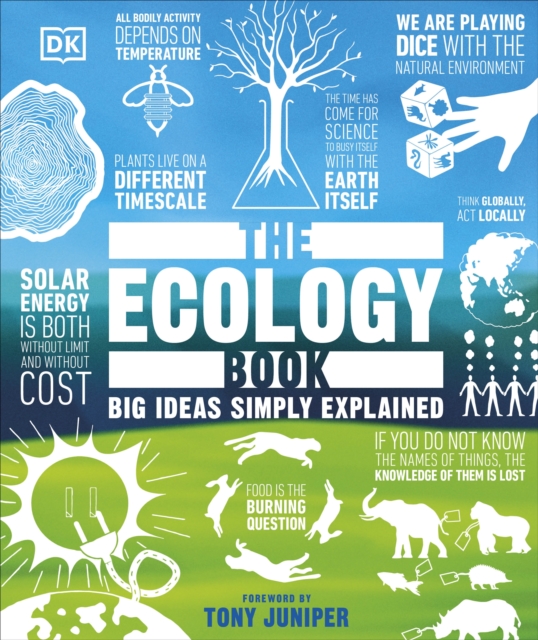 DK
ALL BODILY ACTIVITY
DEPENDS ON
TEMPERATURE
WE ARE PLAYING
DICE WITH THE
NATURAL ENVIRONMENT
THE TIME HAS
COME FOR
SCIENCE
TO BUSY ITSELF
WITH THE
EARTH
ITSELF
PLANTS LIVE ON A
DIFFERENT
TIMESCALE
THINK GLOBALLY,
ACT LOCALLY
THE
ECOLOGY
BOOK
BIG IDEAS SIMPLY EXPLAINED
SOLAR
ENERGY
IS BOTH
WITHOUT LIMIT
AND WITHOUT
COST
IF YOU DO NOT KNOW
THE NAMES OF THINGS, THE
KNOWLEDGE OF THEM IS LOST
FOOD IS THE
BURNING
QUESTION
FOREWORD BY
TONY JUNIPER